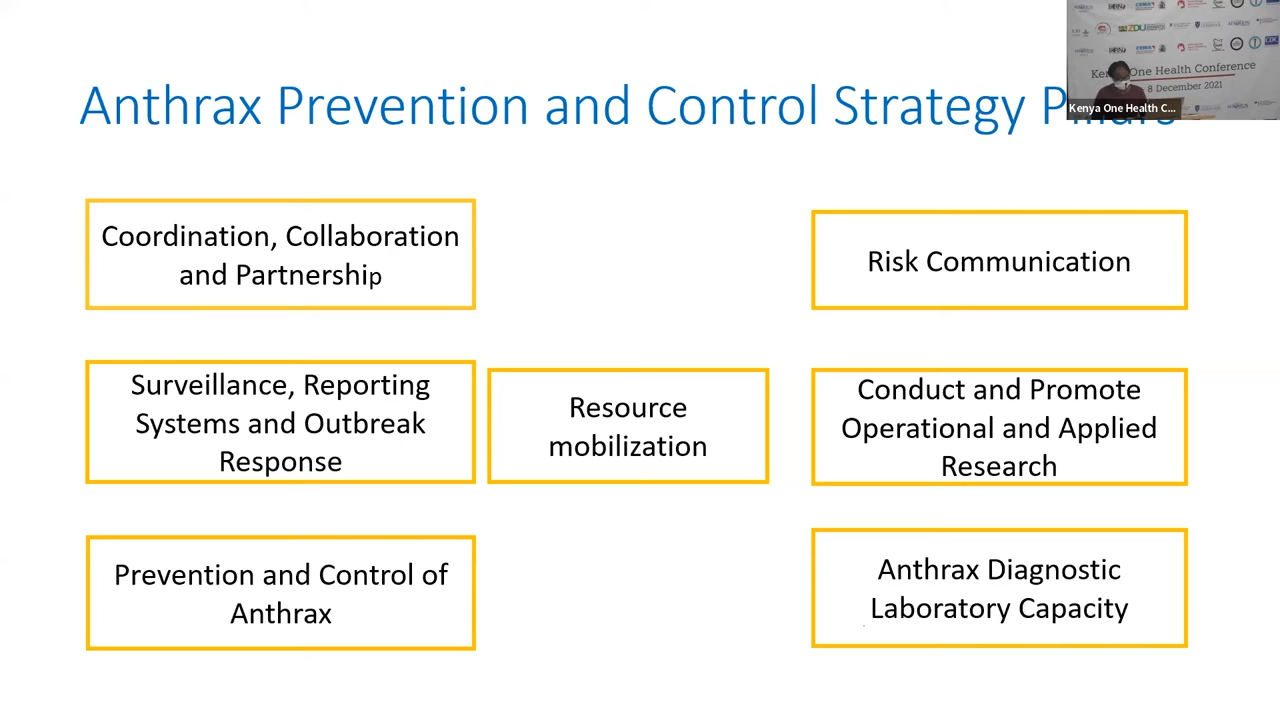 Anthrax Prevention and Control Strategy Pillars
Kenya One Health Conference
8 December 2021
Kenya One Health C...
Coordination, Collaboration
and Partnership
Risk Communication
Surveillance, Reporting
Systems and Outbreak
Response
Resource
mobilization
Conduct and Promote
Operational and Applied
Research
Prevention and Control of
Anthrax
Anthrax Diagnostic
Laboratory Capacity